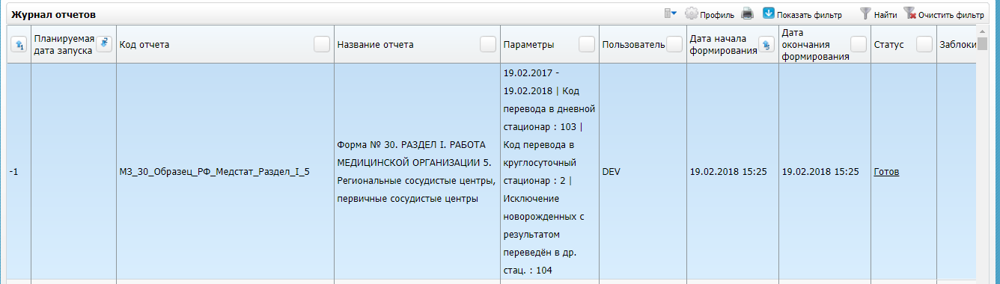 Журнал отчетов
Профиль
Показать фильтр
Найти
Очистить фильтр
1
Планируемая
дата запуска
2
Код отчета
Название отчета
Параметры
Пользователь
Дата начала
формирования
5
Дата
окончания
формирования
Статус
Заблоки
-1
МЗ_30_Образец_РФ_Медстат_Раздел_I_5
Форма № 30. РАЗДЕЛ I. РАБОТА
МЕДИЦИНСКОЙ ОРГАНИЗАЦИИ 5.
Региональные сосудистые центры,
первичные сосудистые центры
19.02.2017 -
19.02.2018 | Код
перевода в дневной
стационар : 103 |
Код перевода в
круглосуточный
стационар : 2 |
Исключение
новорожденных с
результатом
переведён в др.
стац. : 104
DEV
19.02.2018 15:25
19.02.2018 15:25
Готов